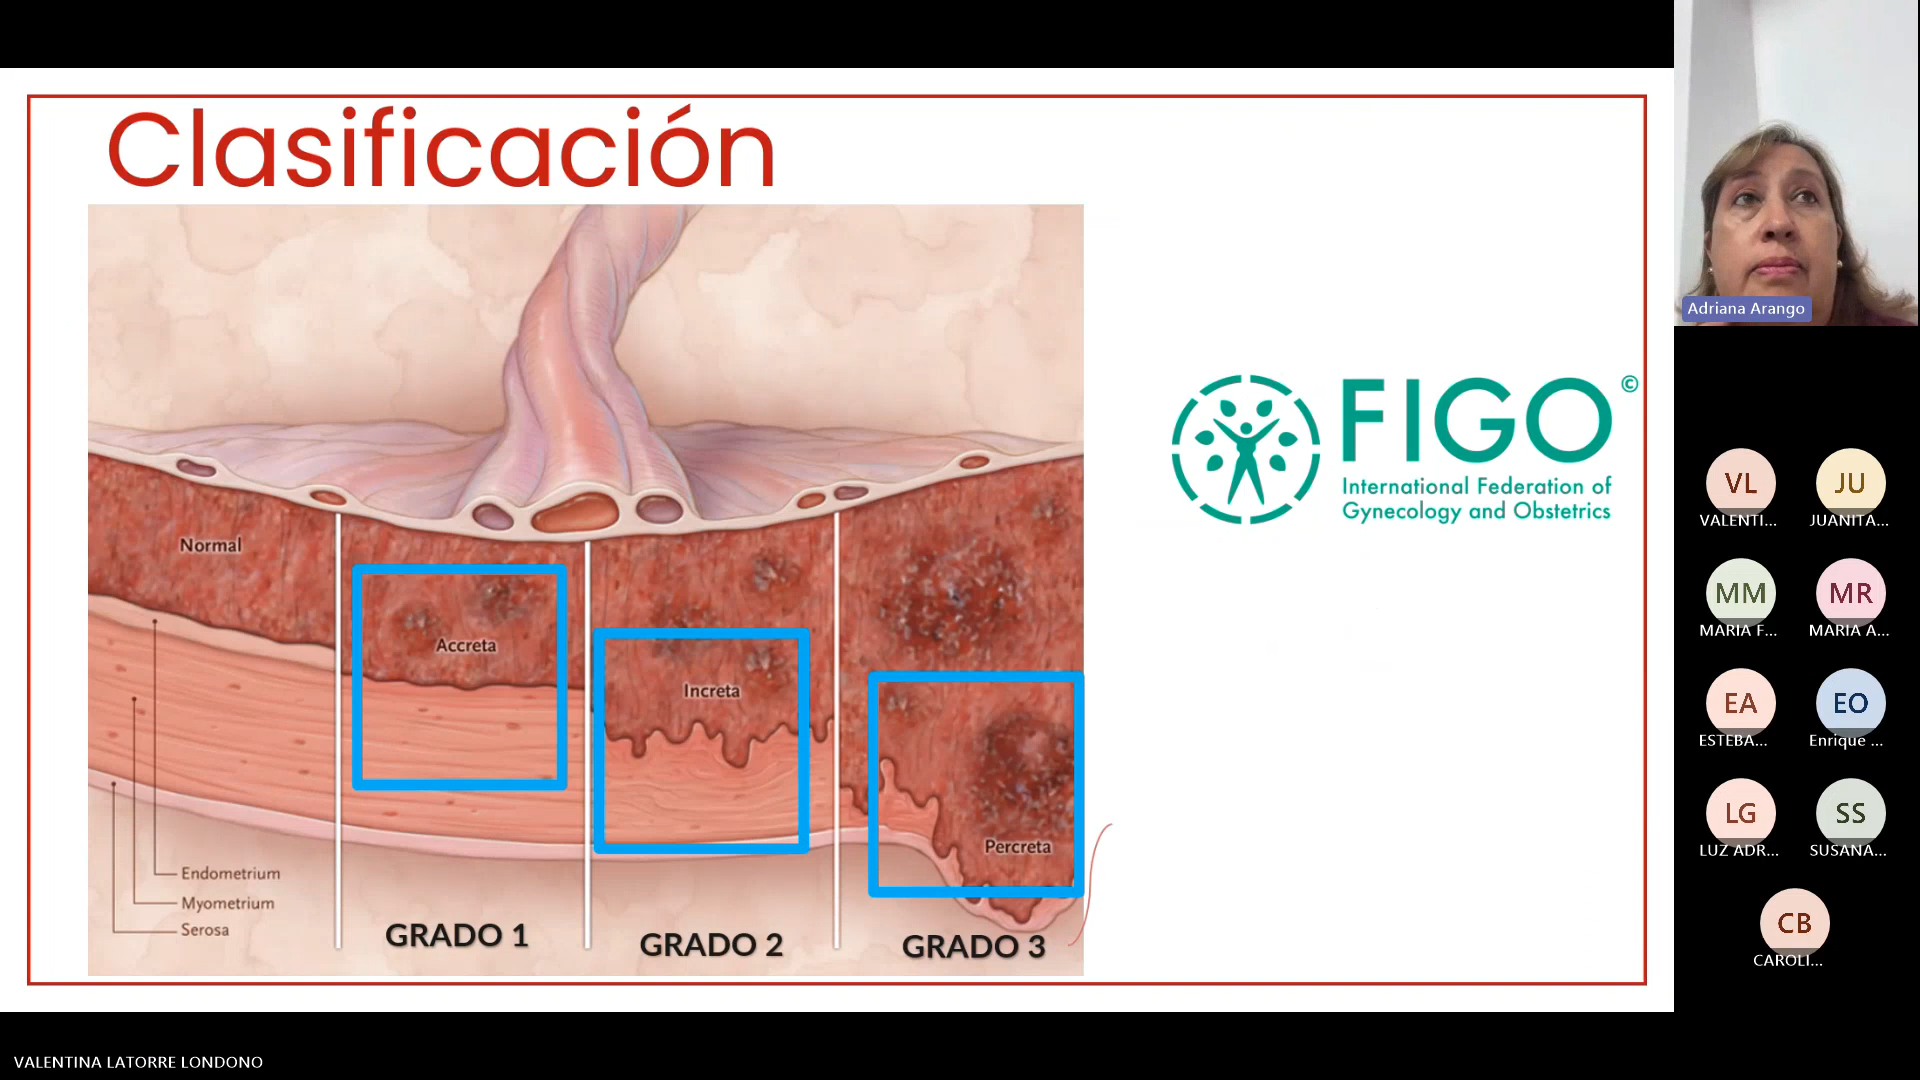 Clasificación
Normal
Accreta
Increta
Percreta
Endometrium
Myometrium
Serosa
GRADO 1
GRADO 2
GRADO 3
FIGO©
International Federation of
Gynecology and Obstetrics
Adriana Arango
VL
VALENTI...
JU
JUANITA...
MM
MARIA F...
MR
MARIA A...
EA
ESTEBA...
EO
Enrique ...
LG
LUZ ADR...
SS
SUSANA...
CB
CAROLI...
VALENTINA LATORRE LONDONO